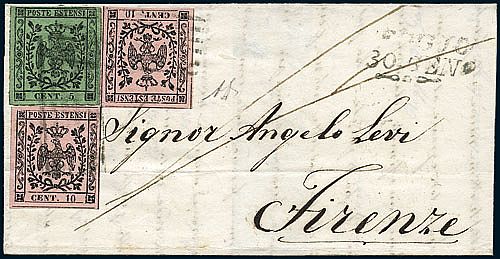 POSTE ESTENSI
CENT. 5
POSTE ESTENSI
CENT. 10
POSTE ESTENSI
CENT. 10
30 GEN
Signor Angelo Levi
Firenze